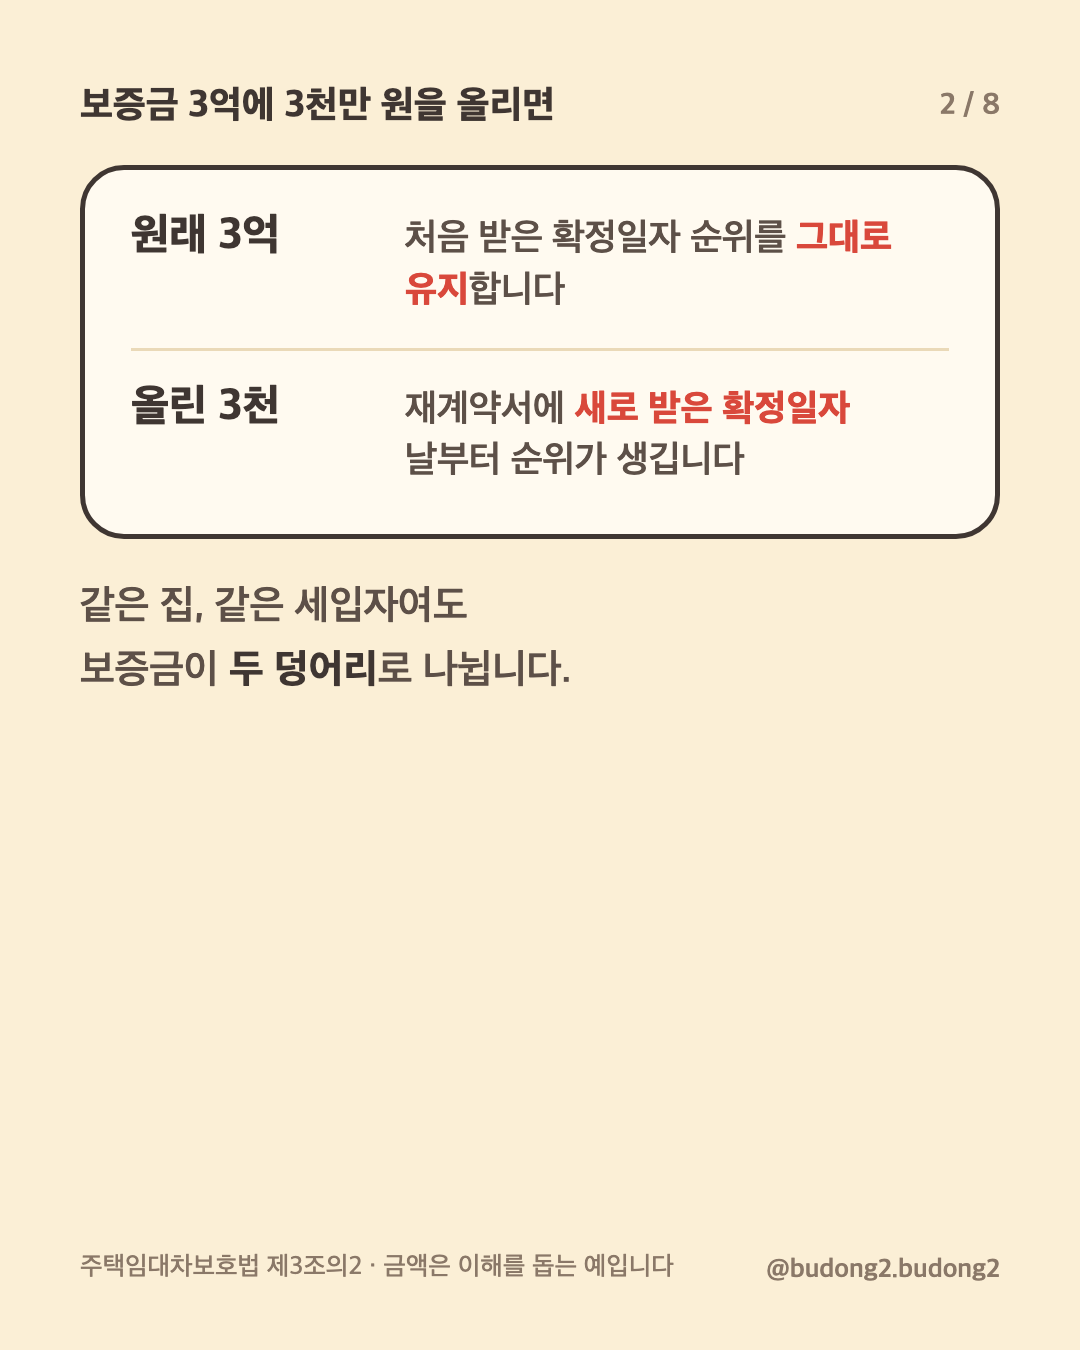 보증금 3억에 3천만 원을 올리면
2 / 8
원래 3억
처음 받은 확정일자 순위를 그대로
유지합니다
올린 3천
재계약서에 새로 받은 확정일자
날부터 순위가 생깁니다
같은 집, 같은 세입자여도
보증금이 두 덩어리로 나뉩니다.
주택임대차보호법 제3조의2 · 금액은 이해를 돕는 예입니다
@budong2.budong2